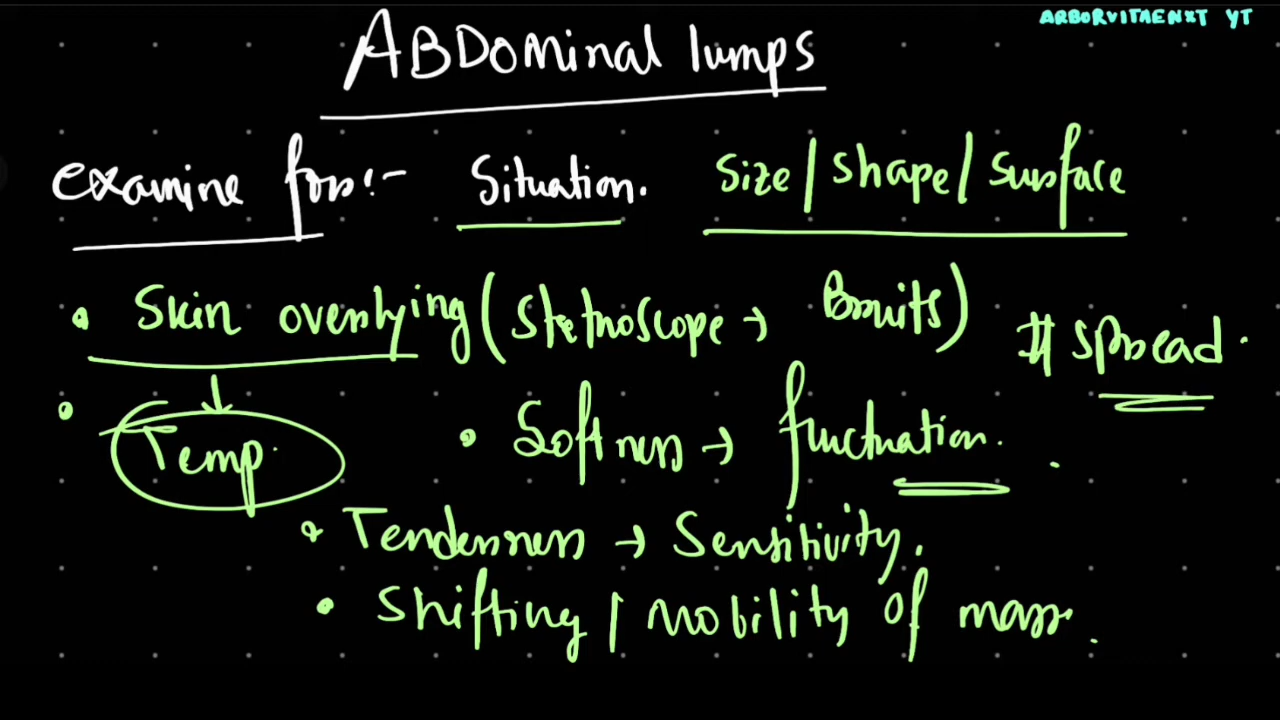 ARBORVITAENXT YT
ABDominal lumps
examine for:- Situation. Size/Shape/Surface
• Skin overlying (Stethoscope → Bruits) # Spread.
• Temp. • Softness → fluctuation.
• Tenderness → Sensitivity.
• Shifting / Mobility of mass.